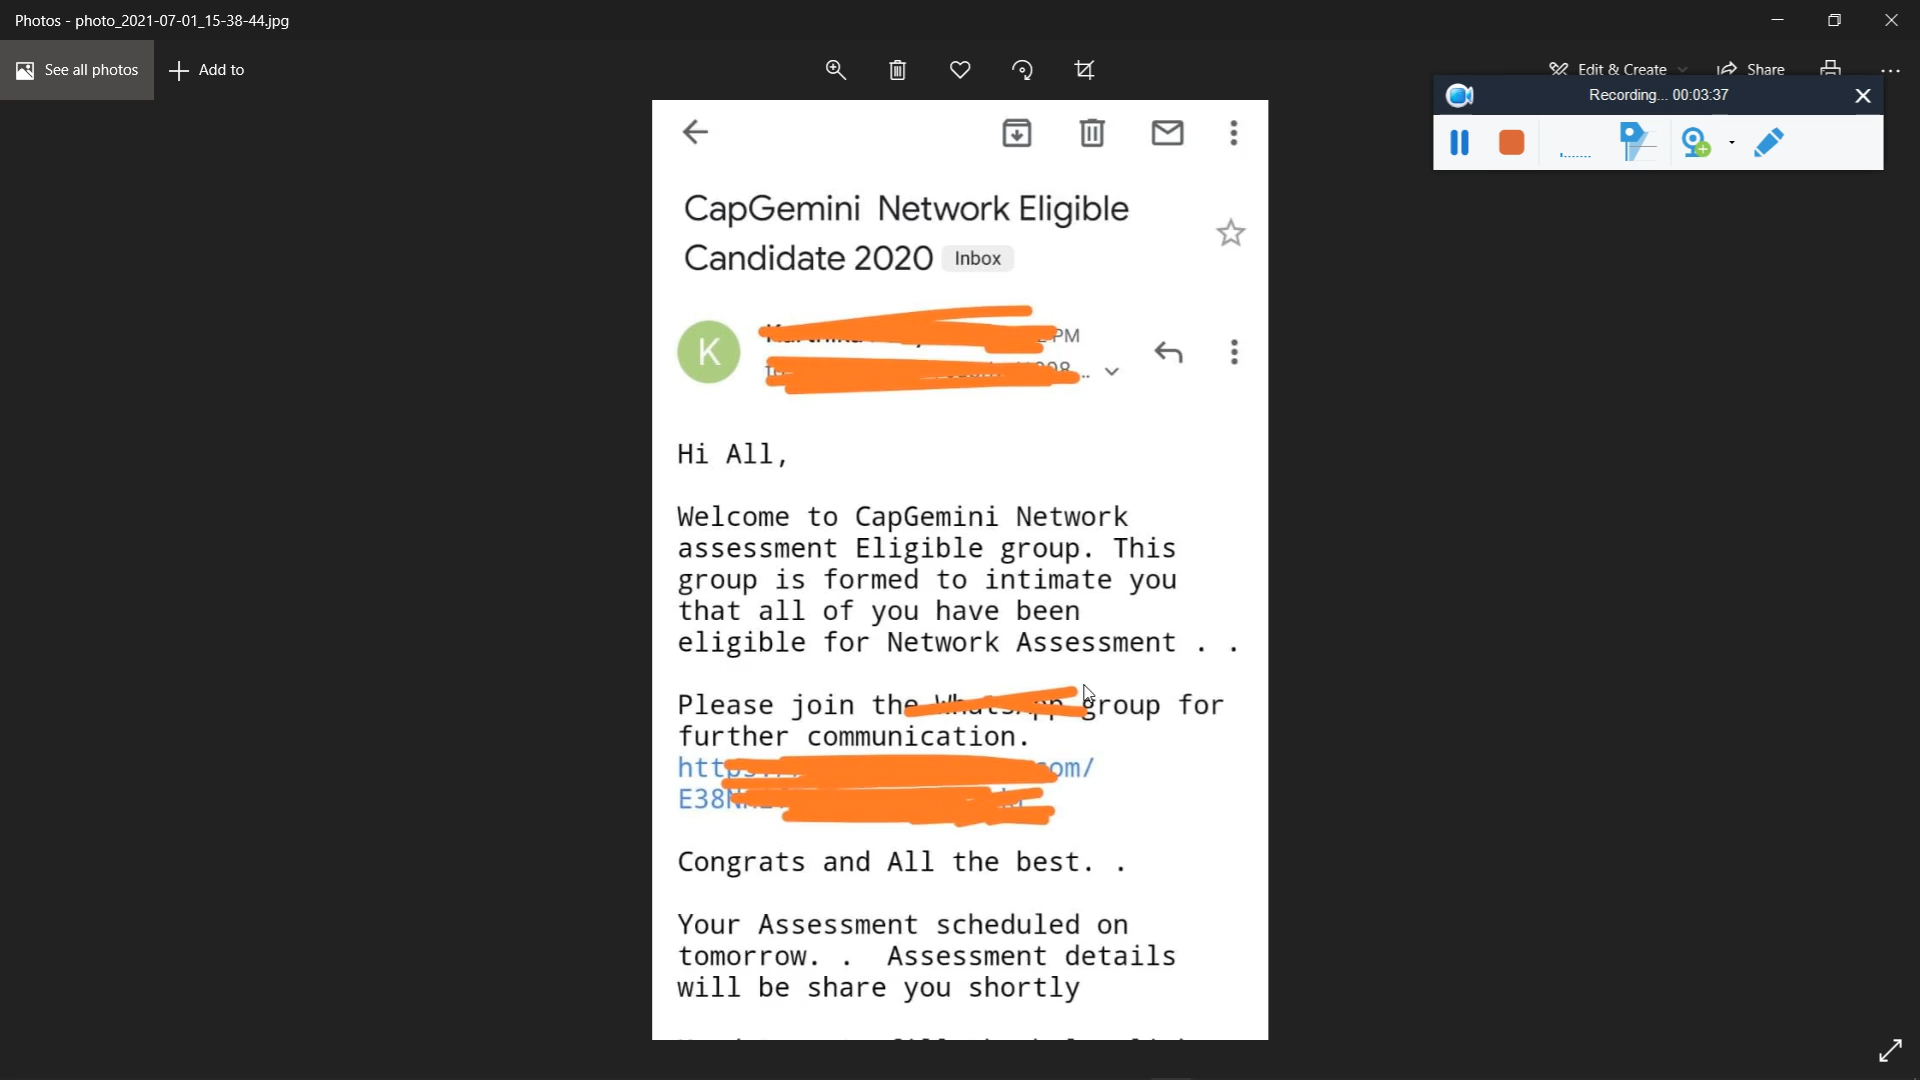 Photos - photo_2021-07-01_15-38-44.jpg
See all photos
Add to
Edit & Create
Share
Recording... 00:03:37
CapGemini Network Eligible
Candidate 2020 Inbox
K
PM
Hi All,
Welcome to CapGemini Network
assessment Eligible group. This
group is formed to intimate you
that all of you have been
eligible for Network Assessment . .
Please join the WhatsApp group for
further communication.
com/
E38
Congrats and All the best. .
Your Assessment scheduled on
tomorrow. .  Assessment details
will be share you shortly